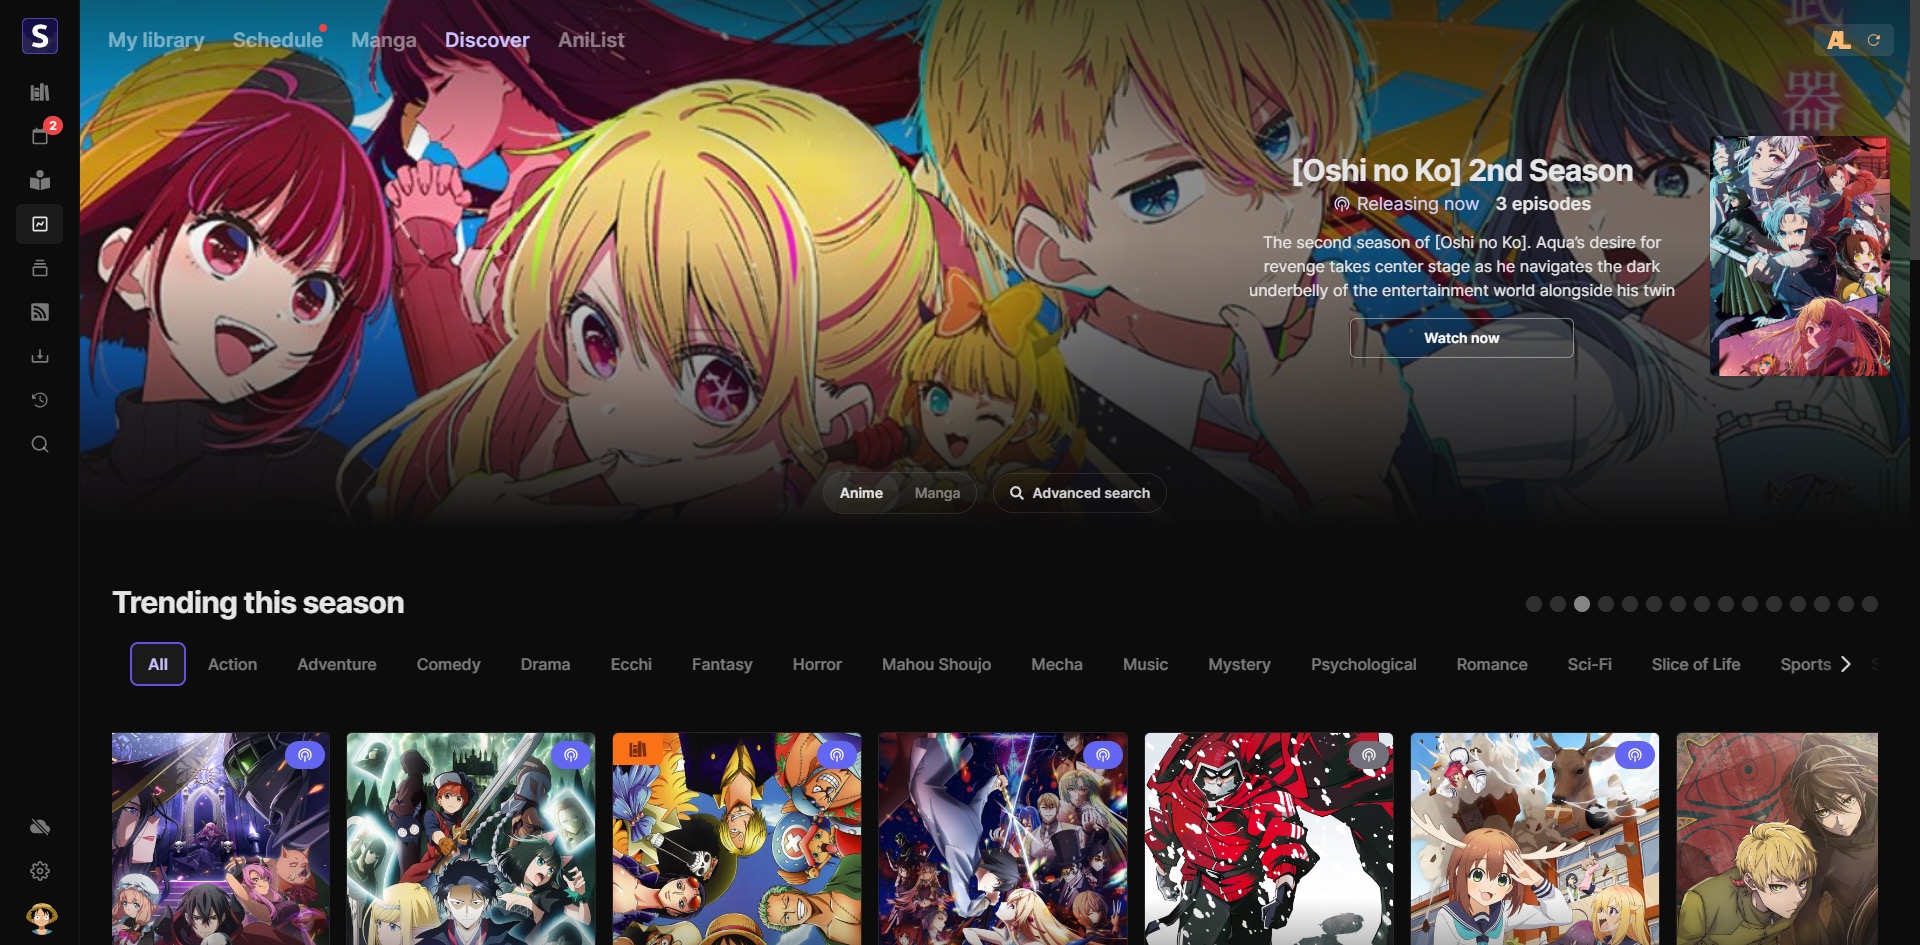 S
My library
Schedule
Manga
Discover
AniList
AL
2
武
器
[Oshi no Ko] 2nd Season
Releasing now 3 episodes
The second season of [Oshi no Ko]. Aqua's desire for
revenge takes center stage as he navigates the dark
underbelly of the entertainment world alongside his twin
Watch now
Anime
Manga
Advanced search
Trending this season
All
Action
Adventure
Comedy
Drama
Ecchi
Fantasy
Horror
Mahou Shoujo
Mecha
Music
Mystery
Psychological
Romance
Sci-Fi
Slice of Life
Sports